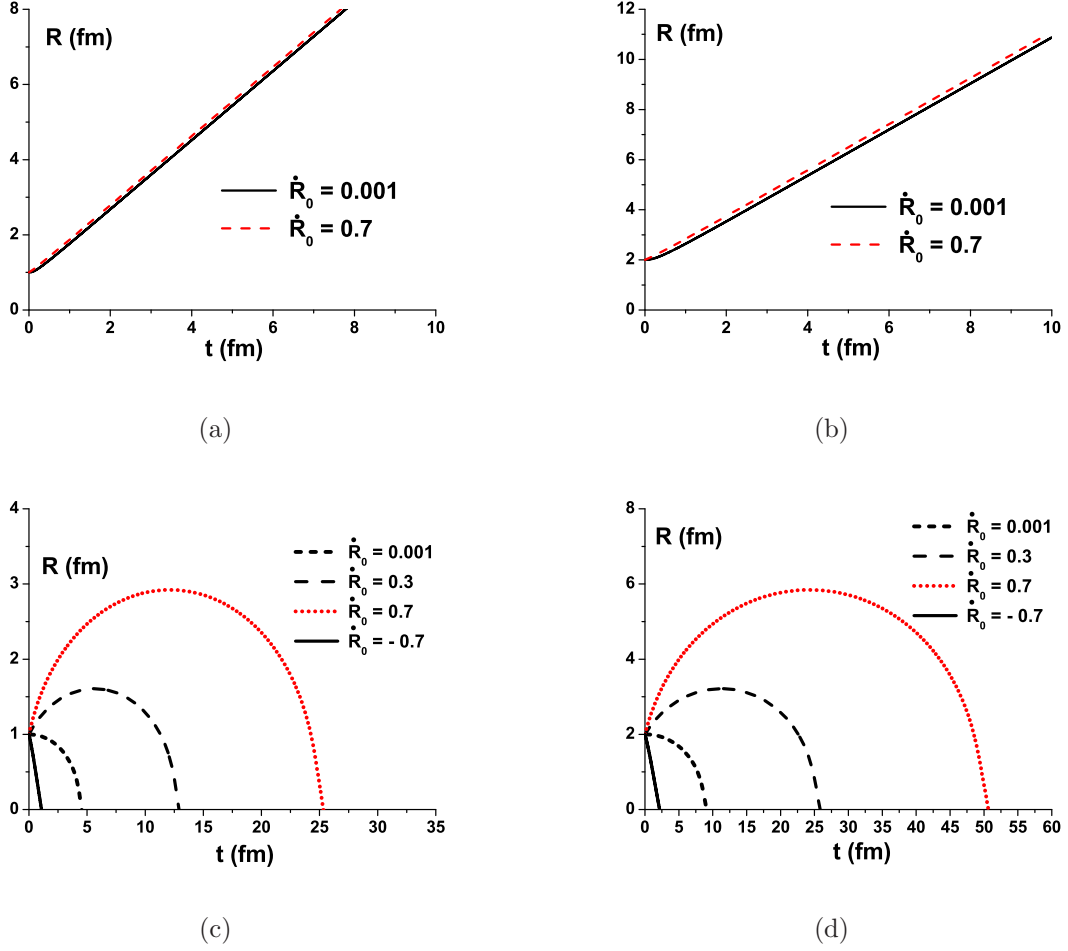 R (fm)
8
6
4
2
0
Ṙ₀ = 0.001
Ṙ₀ = 0.7
0 2 4 6 8 10
t (fm)
(a)
R (fm)
12
10
8
6
4
2
0
Ṙ₀ = 0.001
Ṙ₀ = 0.7
0 2 4 6 8 10
t (fm)
(b)
R (fm)
4
3
2
1
0
Ṙ₀ = 0.001
Ṙ₀ = 0.3
Ṙ₀ = 0.7
Ṙ₀ = - 0.7
0 5 10 15 20 25 30 35
t (fm)
(c)
R (fm)
8
6
4
2
0
Ṙ₀ = 0.001
Ṙ₀ = 0.3
Ṙ₀ = 0.7
Ṙ₀ = - 0.7
0 5 10 15 20 25 30 35 40 45 50 55 60
t (fm)
(d)